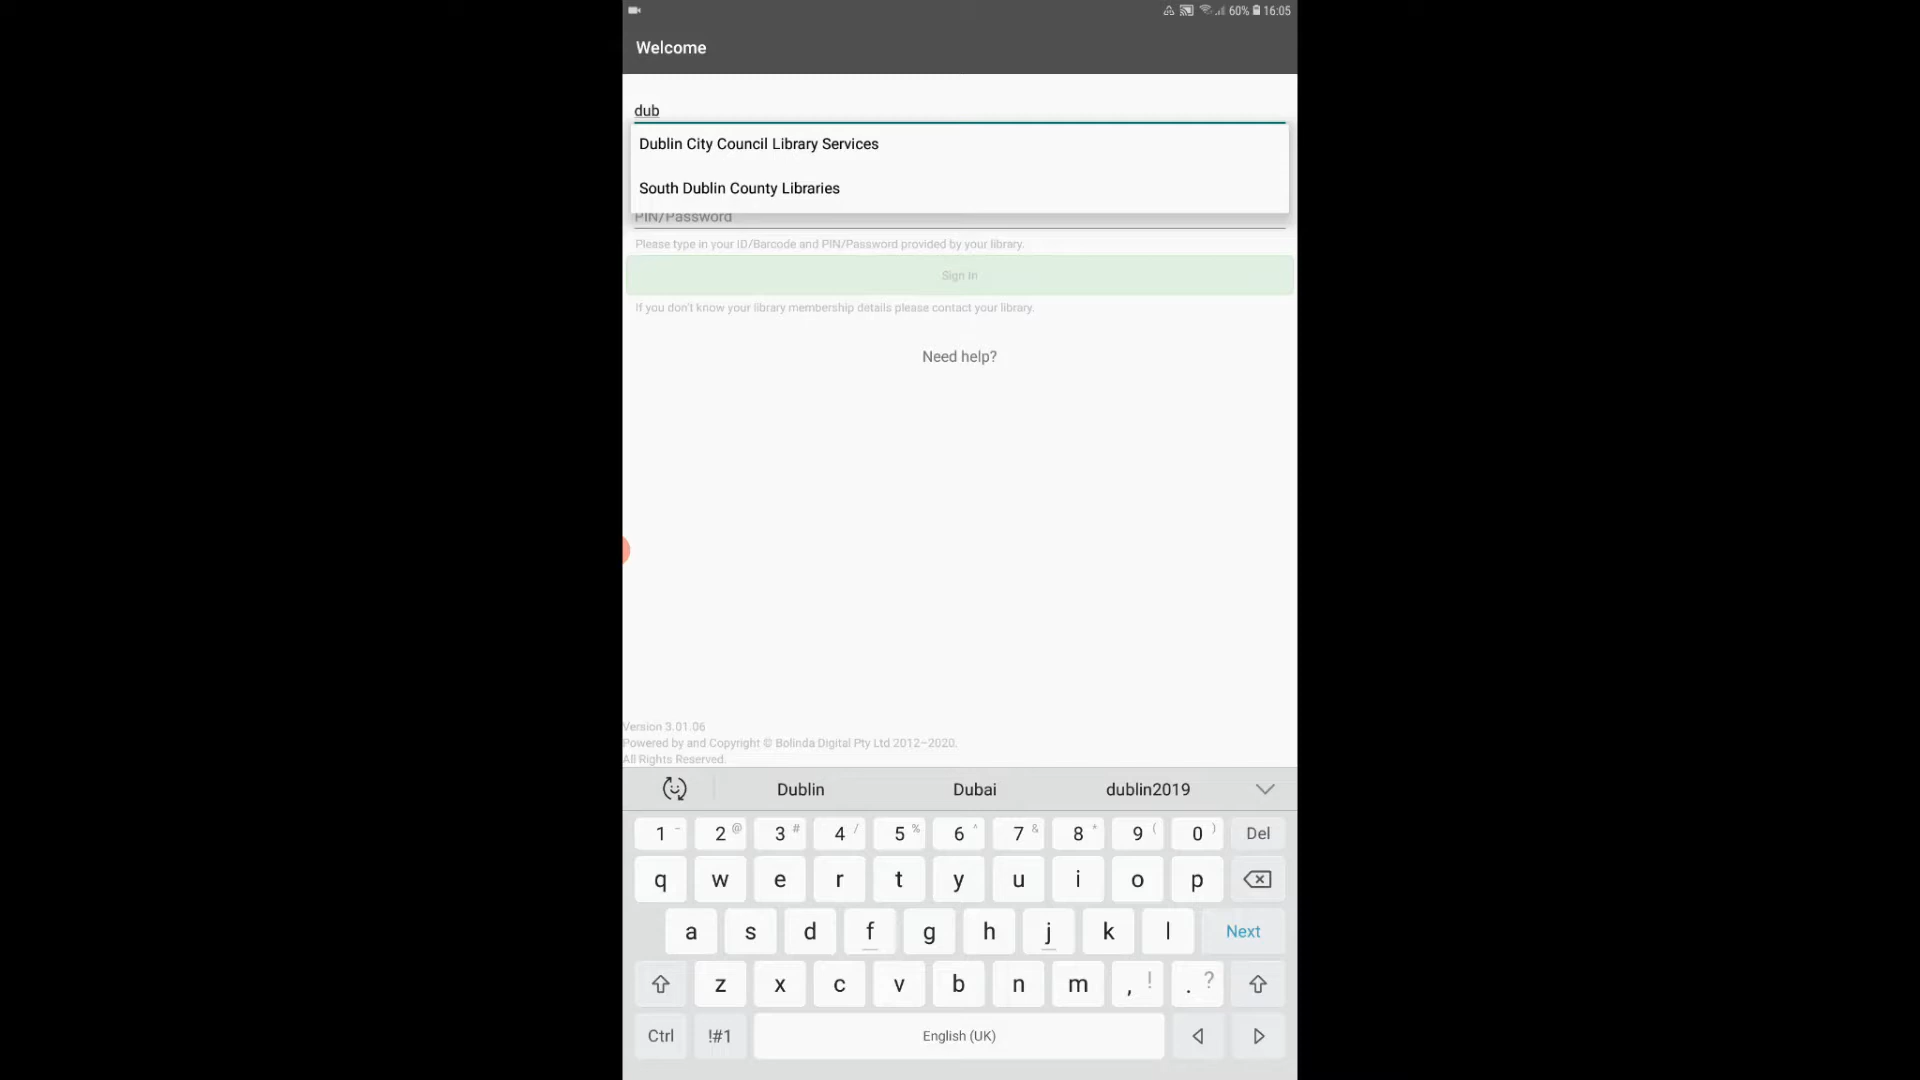 60% 16:05
Welcome
dub
Dublin City Council Library Services
South Dublin County Libraries
PIN/Password
Please type in your ID/Barcode and PIN/Password provided by your library.
Sign In
If you don't know your library membership details please contact your library.
Need help?
Version 3.01.06
Powered by and Copyright © Bolinda Digital Pty Ltd 2012–2020.
All Rights Reserved.
Dublin Dubai dublin2019
1 - 2 @ 3 # 4 / 5 % 6 ^ 7 & 8 * 9 ( 0 ) Del
q w e r t y u i o p
a s d f g h j k l Next
z x c v b n m , ! . ?
Ctrl !#1 English (UK)